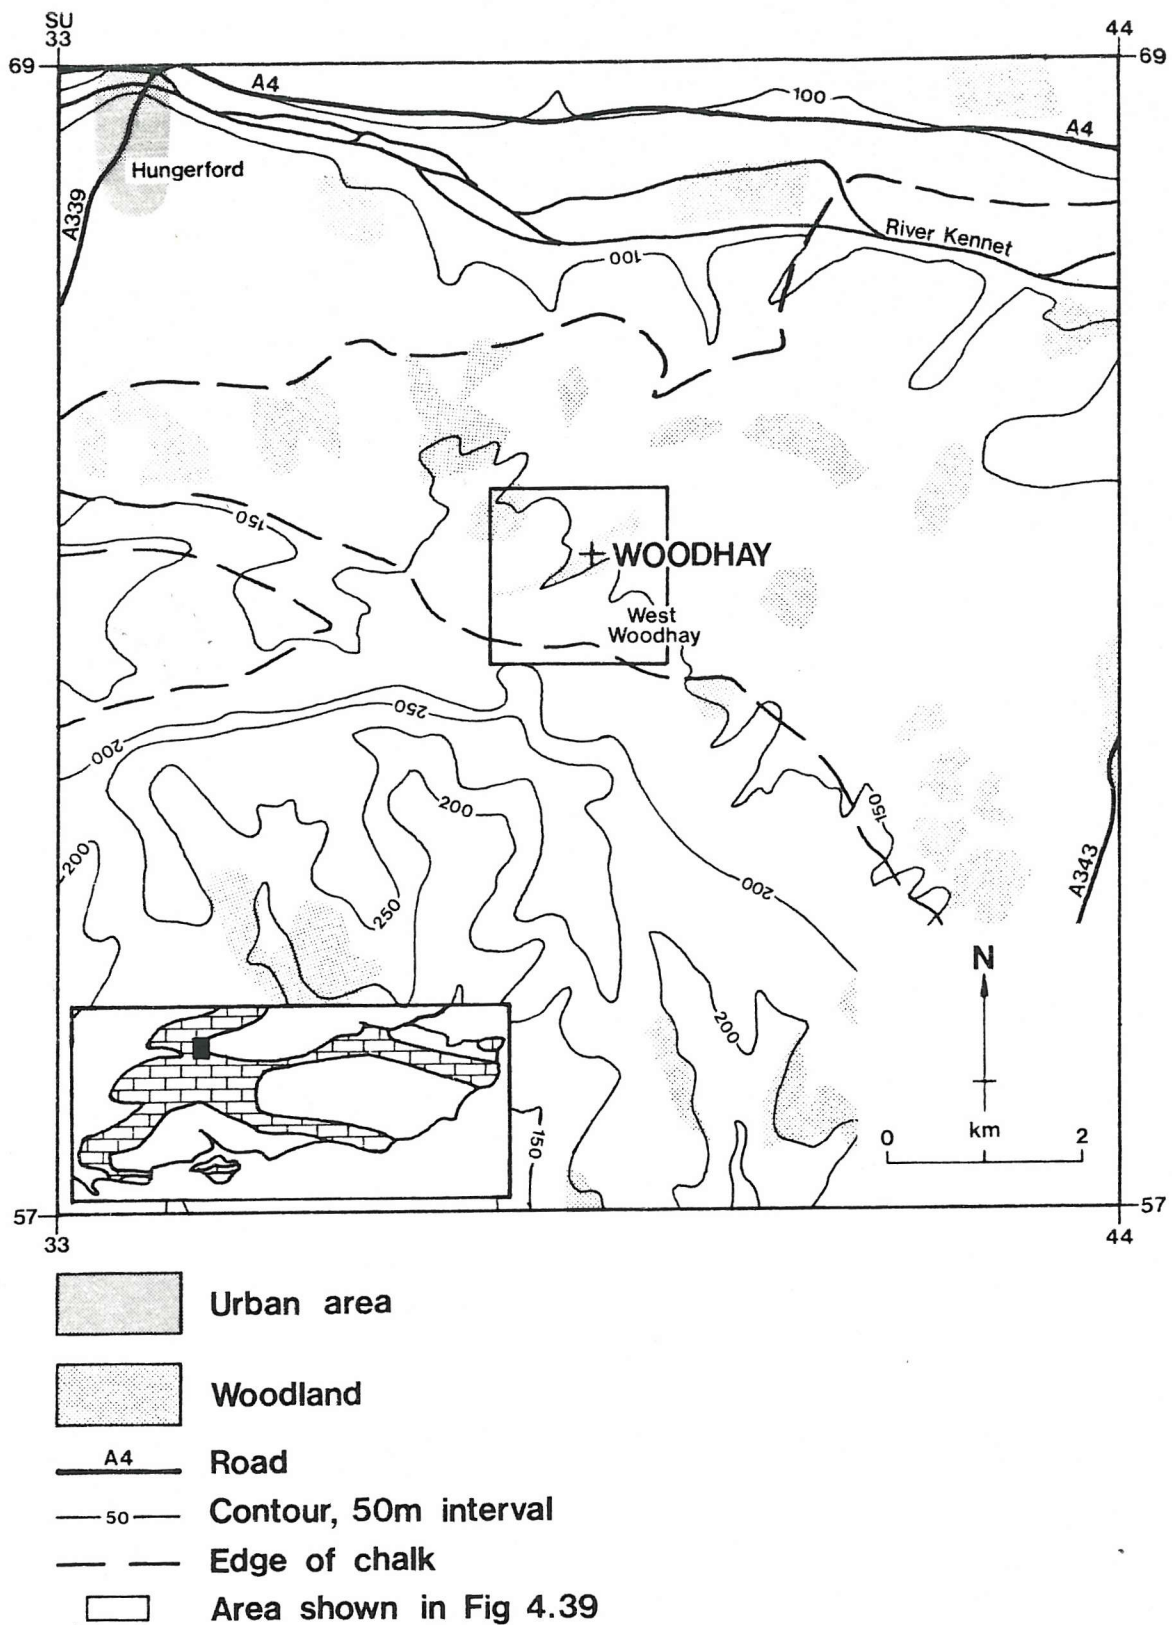 SU
33
44
69
69
A4
100
A4
Hungerford
A339
River Kennet
100
150
WOODHAY
West
Woodhay
250
200
200
150
200
250
200
A343
N
200
150
0
km
2
57
57
33
44
Urban area
Woodland
A4
Road
50
Contour, 50m interval
Edge of chalk
Area shown in Fig 4.39